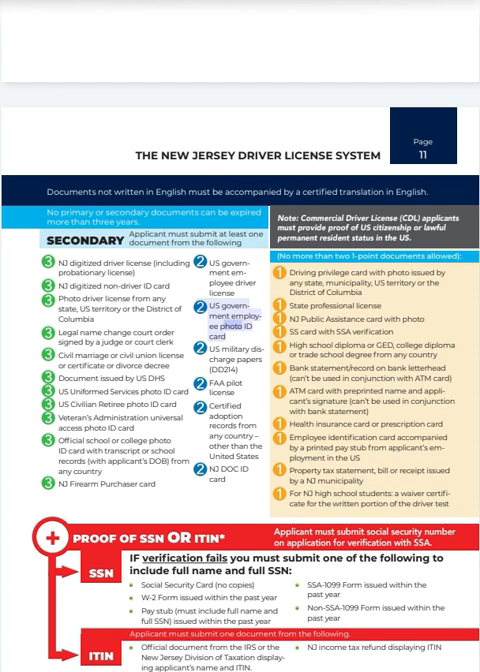 Page
11
THE NEW JERSEY DRIVER LICENSE SYSTEM
Documents not written in English must be accompanied by a certified translation in English.
No primary or secondary documents can be expired
more than three years.
SECONDARY
Applicant must submit at least one
document from the following
3 NJ digitized driver license (including
probationary license)
3 NJ digitized non-driver ID card
3 Photo driver license from any
state, US territory or the District of
Columbia
3 Legal name change court order
signed by a judge or court clerk
3 Civil marriage or civil union license
or certificate or divorce decree
3 Document issued by US DHS
3 US Uniformed Services photo ID card
3 US Civilian Retiree photo ID card
3 Veteran's Administration universal
access photo ID card
3 Official school or college photo
ID card with transcript or school
records (with applicant's DOB) from
any country
3 NJ Firearm Purchaser card
2 US govern-
ment em-
ployee driver
license
2 US govern-
ment employ-
ee photo ID
card
2 US military dis-
charge papers
(DD214)
2 FAA pilot
license
2 Certified
adoption
records from
any country –
other than the
United States
2 NJ DOC ID
card
Note: Commercial Driver License (CDL) applicants
must provide proof of US citizenship or lawful
permanent resident status in the US.
(No more than two 1-point documents allowed):
1 Driving privilege card with photo issued by
any state, municipality, US territory or the
District of Columbia
1 State professional license
1 NJ Public Assistance card with photo
1 SS card with SSA verification
1 High school diploma or GED, college diploma
or trade school degree from any country
1 Bank statement/record on bank letterhead
(can't be used in conjunction with ATM card)
1 ATM card with preprinted name and appli-
cant's signature (can't be used in conjunction
with bank statement)
1 Health insurance card or prescription card
1 Employee identification card accompanied
by a printed pay stub from applicant's em-
ployment in the US
1 Property tax statement, bill or receipt issued
by a NJ municipality
1 For NJ high school students: a waiver certifi-
cate for the written portion of the driver test
+
PROOF OF SSN OR ITIN*
Applicant must submit social security number
on application for verification with SSA.
SSN
IF verification fails you must submit one of the following to
include full name and full SSN:
• Social Security Card (no copies)
• W-2 Form issued within the
past year
• Pay stub (must include full name and
full SSN) issued within the past year
• SSA-1099 Form issued within the
past year
• Non-SSA-1099 Form issued within the
past year
Applicant must submit one document from the following.
ITIN
• Official document from the IRS or the
New Jersey Division of Taxation display-
ing applicant's name and ITIN.
• NJ income tax refund displaying ITIN